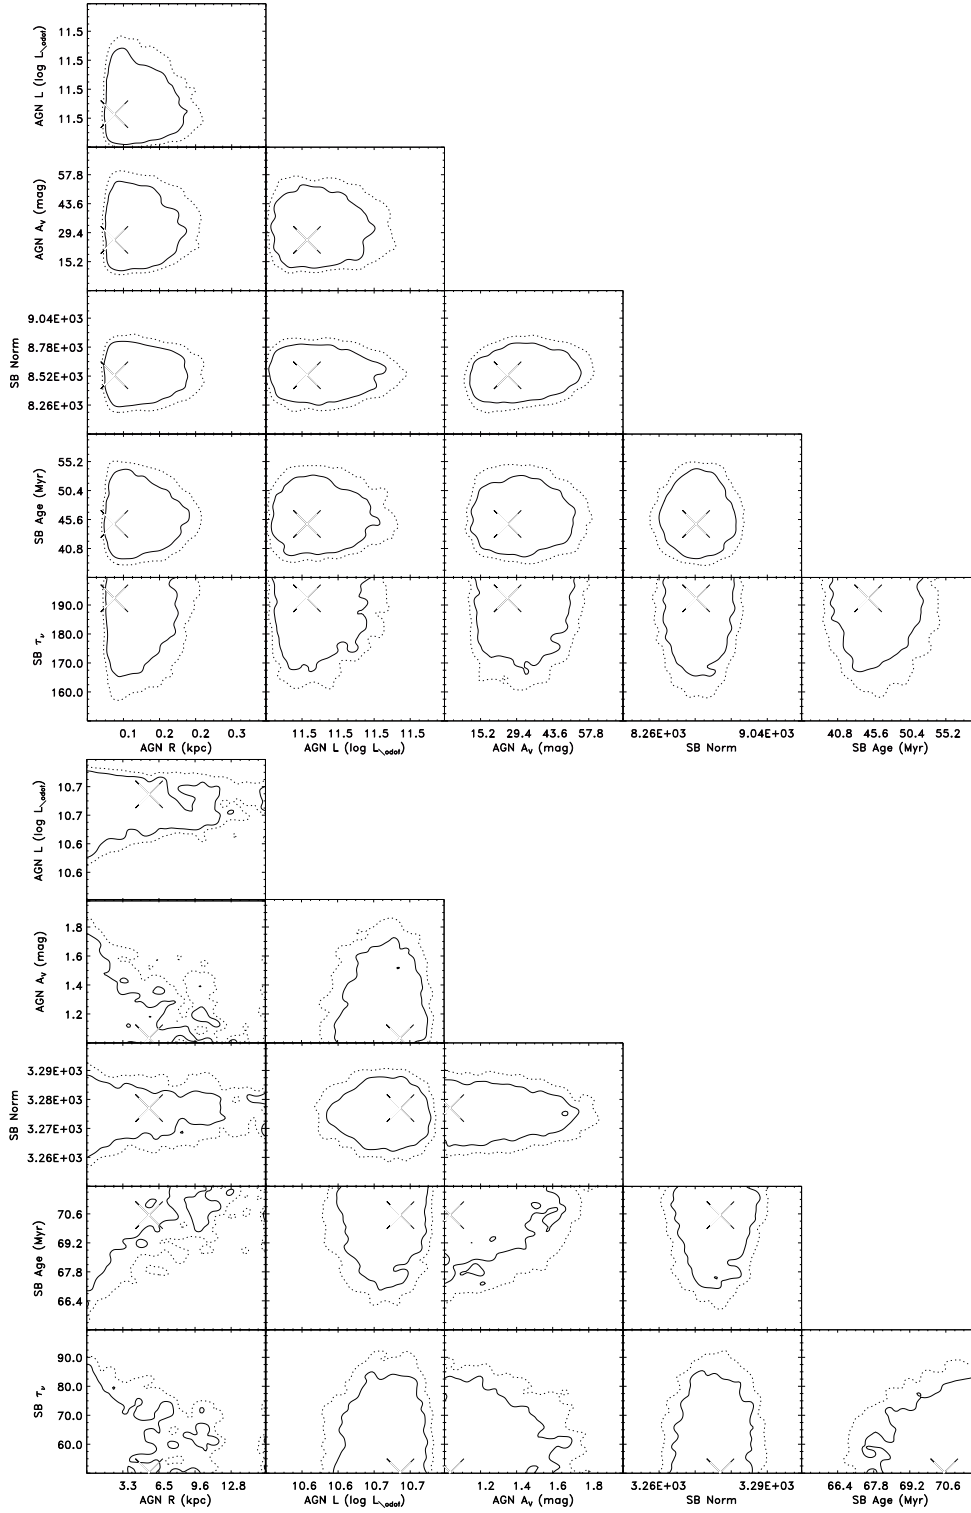 11.5
11.5
11.5
11.5
AGN L (log L\odot)
57.8
43.6
29.4
15.2
AGN A_V (mag)
9.04E+03
8.78E+03
8.52E+03
8.26E+03
SB Norm
55.2
50.4
45.6
40.8
SB Age (Myr)
190.0
180.0
170.0
160.0
SB τ_ν
0.1 0.2 0.2 0.3
11.5 11.5 11.5 11.5
15.2 29.4 43.6 57.8
8.26E+03 9.04E+03
40.8 45.6 50.4 55.2
AGN R (kpc)
AGN L (log L\odot)
AGN A_V (mag)
SB Norm
SB Age (Myr)
10.7
10.7
10.6
10.6
AGN L (log L\odot)
1.8
1.6
1.4
1.2
AGN A_V (mag)
3.29E+03
3.28E+03
3.27E+03
3.26E+03
SB Norm
70.6
69.2
67.8
66.4
SB Age (Myr)
90.0
80.0
70.0
60.0
SB τ_ν
3.3 6.5 9.6 12.8
10.6 10.6 10.7 10.7
1.2 1.4 1.6 1.8
3.26E+03 3.29E+03
66.4 67.8 69.2 70.6
AGN R (kpc)
AGN L (log L\odot)
AGN A_V (mag)
SB Norm
SB Age (Myr)